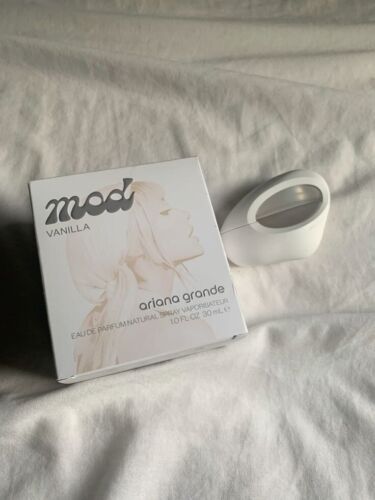 mod
VANILLA
ariana grande
EAU DE PARFUM NATURAL SPRAY VAPORISATEUR
1.0 FL.OZ. 30 mL ℮